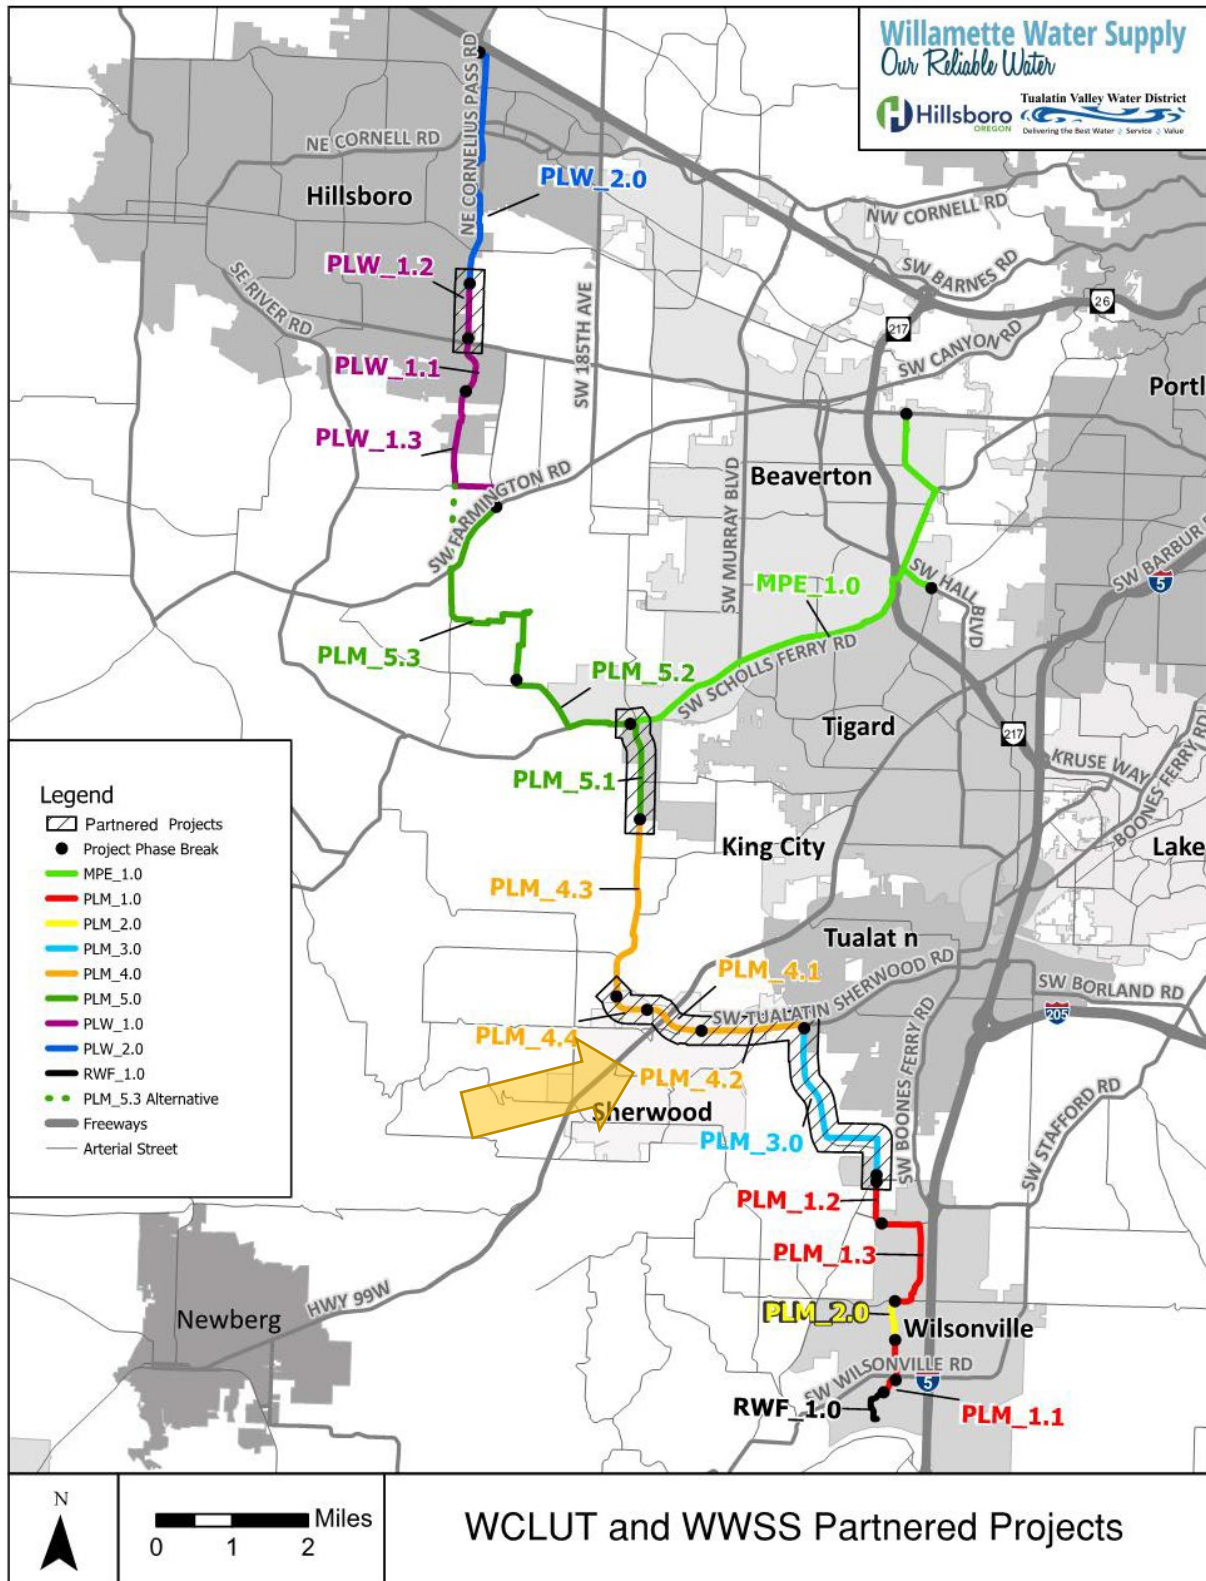 Willamette Water Supply
Our Reliable Water
Hillsboro
OREGON
Tualatin Valley Water District
Delivering the Best Water Service Value
NE CORNELIUS PASS RD
NE CORNELL RD
Hillsboro
PLW_2.0
NW CORNELL RD
SW BARNES RD
PLW_1.2
SE RIVER RD
26
217
SW CANYON RD
SW 185TH AVE
PLW_1.1
Portl
PLW_1.3
Beaverton
SW MURRAY BLVD
SW FARMINGTON RD
SW BARBUR
5
SW HALL BLVD
MPE_1.0
PLM_5.3
PLM_5.2
SW SCHOLLS FERRY RD
Tigard
217
KRUSE WAY
BOONES FERRY RD
PLM_5.1
King City
Lake
PLM_4.3
Tualat n
PLM_4.1
SW TUALATIN SHERWOOD RD
SW BORLAND RD
205
PLM_4.4
PLM_4.2
SW BOONES FERRY RD
SW STAFFORD RD
Sherwood
PLM_3.0
PLM_1.2
PLM_1.3
HWY 99W
Newberg
PLM_2.0
Wilsonville
SW WILSONVILLE RD
5
RWF_1.0
PLM_1.1
Legend
Partnered Projects
Project Phase Break
MPE_1.0
PLM_1.0
PLM_2.0
PLM_3.0
PLM_4.0
PLM_5.0
PLW_1.0
PLW_2.0
RWF_1.0
PLM_5.3 Alternative
Freeways
Arterial Street
N
Miles
0 1 2
WCLUT and WWSS Partnered Projects